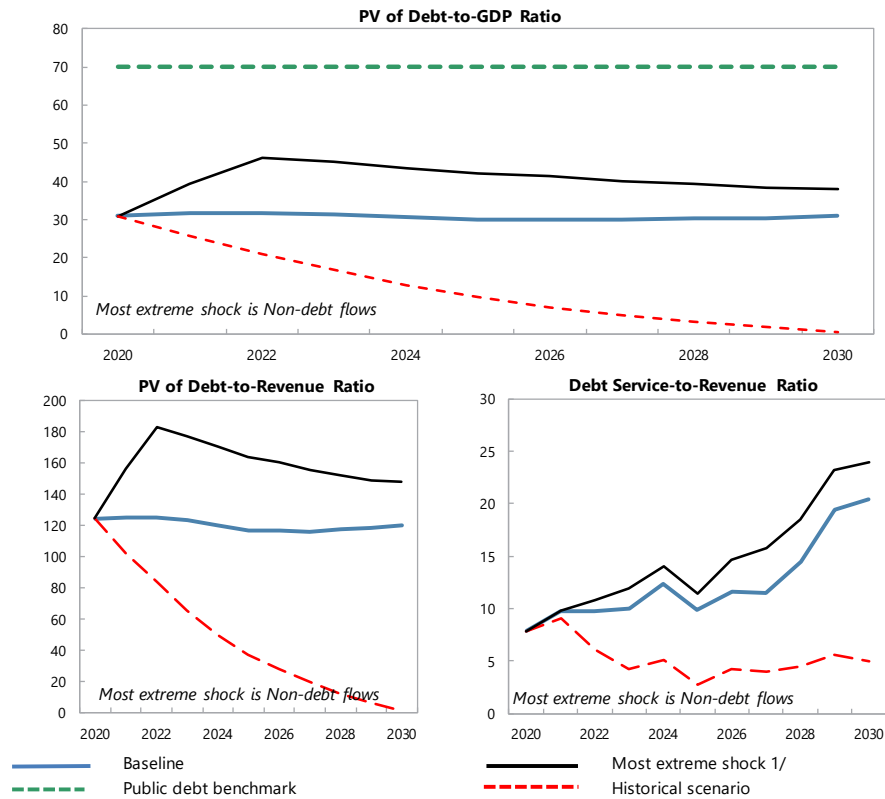 PV of Debt-to-GDP Ratio
80
70
60
50
40
30
20
10
0
Most extreme shock is Non-debt flows
2020 2022 2024 2026 2028 2030
PV of Debt-to-Revenue Ratio
200
180
160
140
120
100
80
60
40
20
0
Most extreme shock is Non-debt flows
2020 2022 2024 2026 2028 2030
Debt Service-to-Revenue Ratio
30
25
20
15
10
5
0
Most extreme shock is Non-debt flows
2020 2022 2024 2026 2028 2030
Baseline
Most extreme shock 1/
Public debt benchmark
Historical scenario